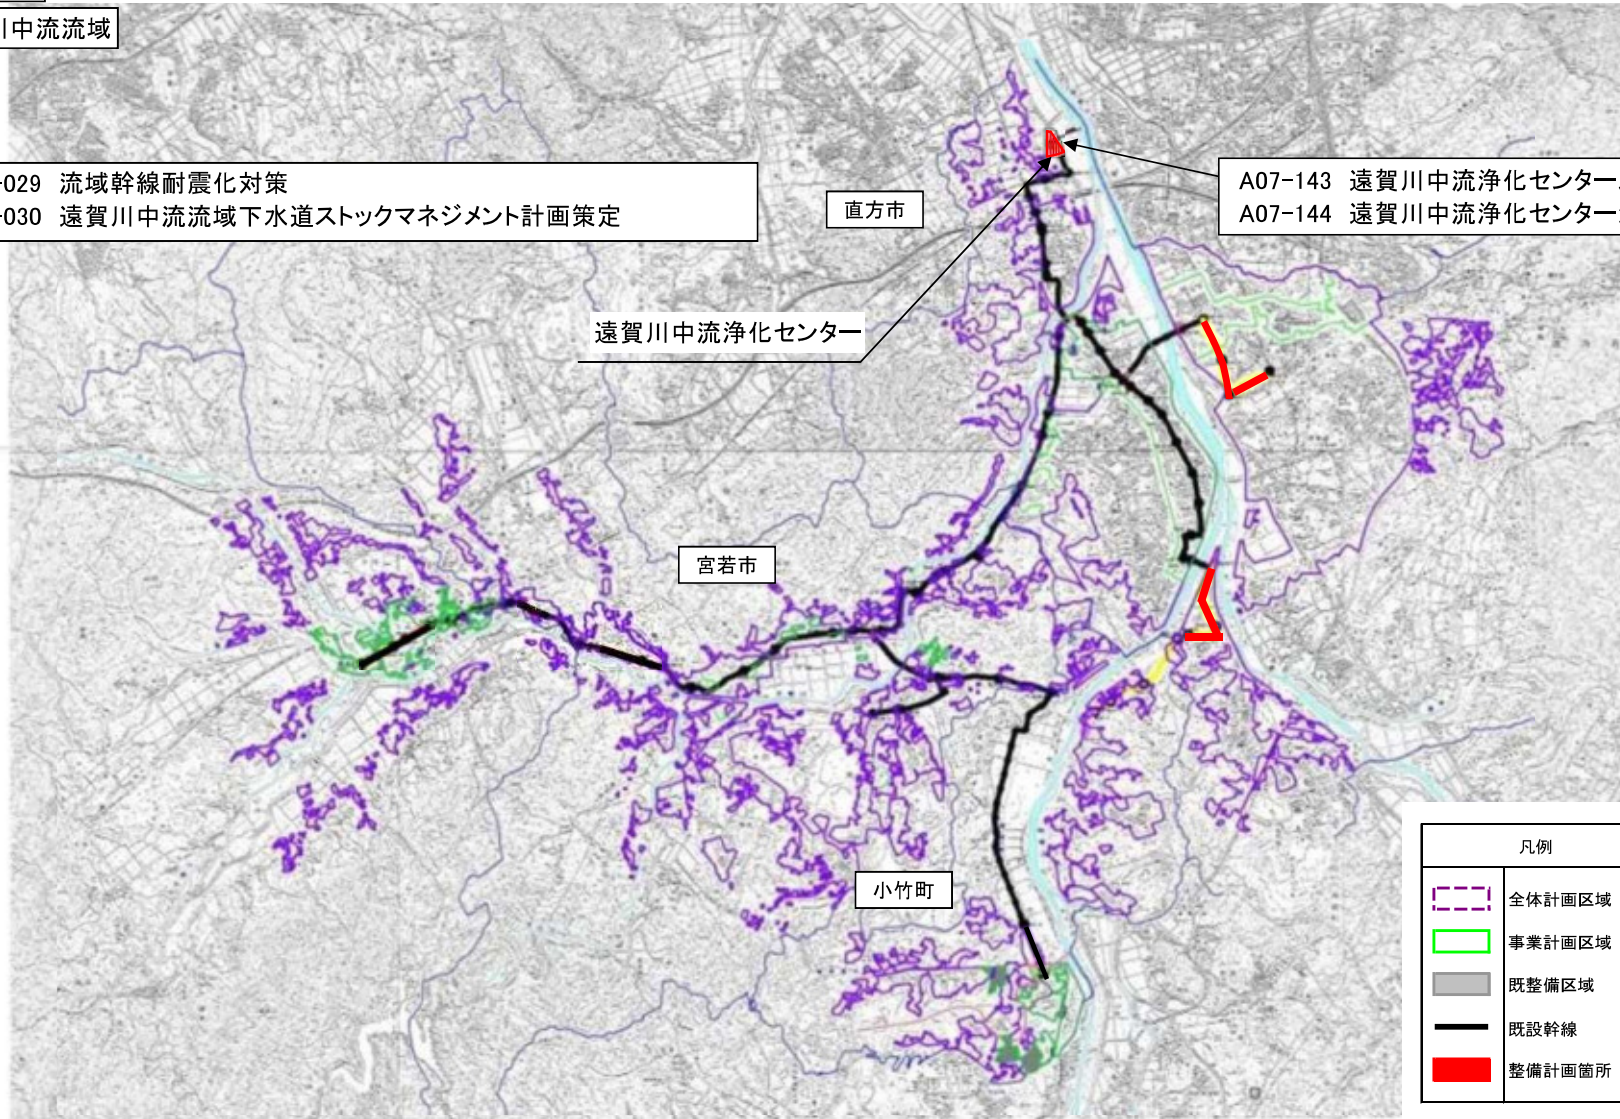 川中流流域
-029 流域幹線耐震化対策
-030 遠賀川中流流域下水道ストックマネジメント計画策定
A07-143 遠賀川中流浄化センター
A07-144 遠賀川中流浄化センター
直方市
遠賀川中流浄化センター
宮若市
小竹町
凡例
全体計画区域
事業計画区域
既整備区域
既設幹線
整備計画箇所